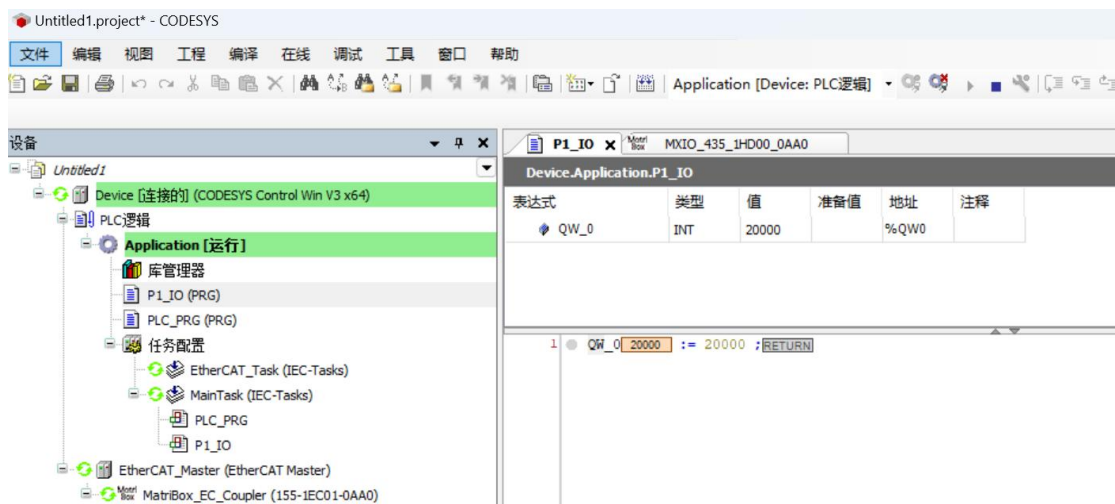 Untitled1.project* - CODESYS
文件 编辑 视图 工程 编译 在线 调试 工具 窗口 帮助
Application [Device: PLC逻辑]
设备
Untitled1
Device [连接的] (CODESYS Control Win V3 x64)
PLC逻辑
Application [运行]
库管理器
P1_IO (PRG)
PLC_PRG (PRG)
任务配置
EtherCAT_Task (IEC-Tasks)
MainTask (IEC-Tasks)
PLC_PRG
P1_IO
EtherCAT_Master (EtherCAT Master)
Matri Box MatriBox_EC_Coupler (155-1EC01-0AA0)
P1_IO Matri Box MXIO_435_1HD00_0AA0
Device.Application.P1_IO
表达式 类型 值 准备值 地址 注释
QW_0 INT 20000 %QW0
1 QW_0 20000 := 20000 ;RETURN